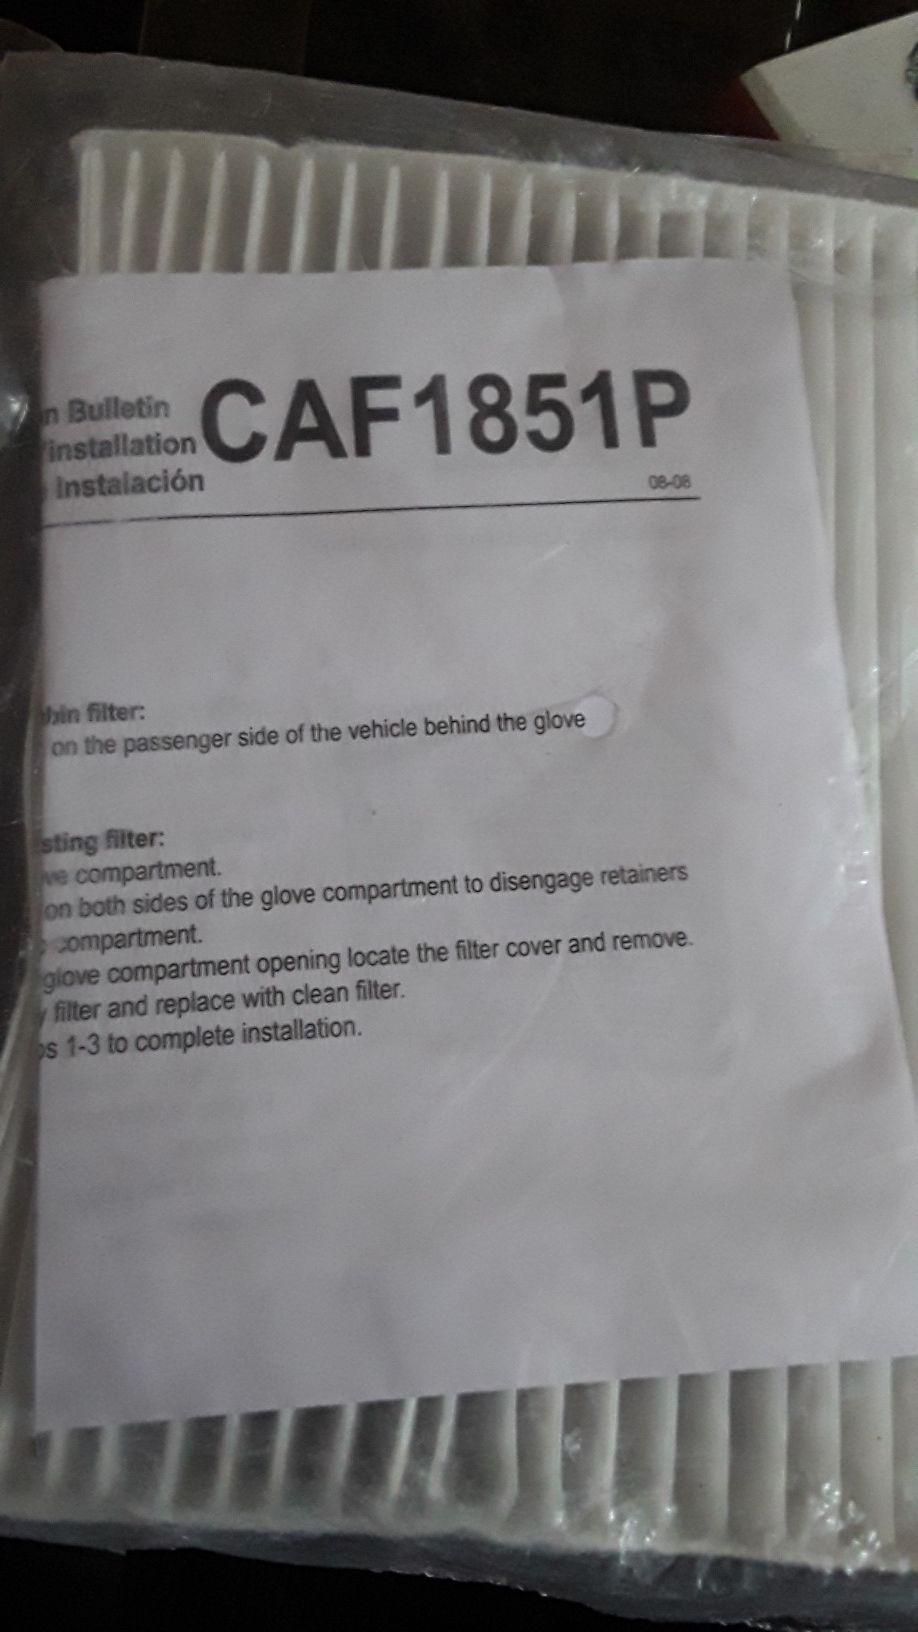 n Bulletin
CAF1851P
'installation
Instalación
08-08
bin filter:
on the passenger side of the vehicle behind the glove
sting filter:
ve compartment.
on both sides of the glove compartment to disengage retainers
compartment.
glove compartment opening locate the filter cover and remove.
y filter and replace with clean filter.
os 1-3 to complete installation.